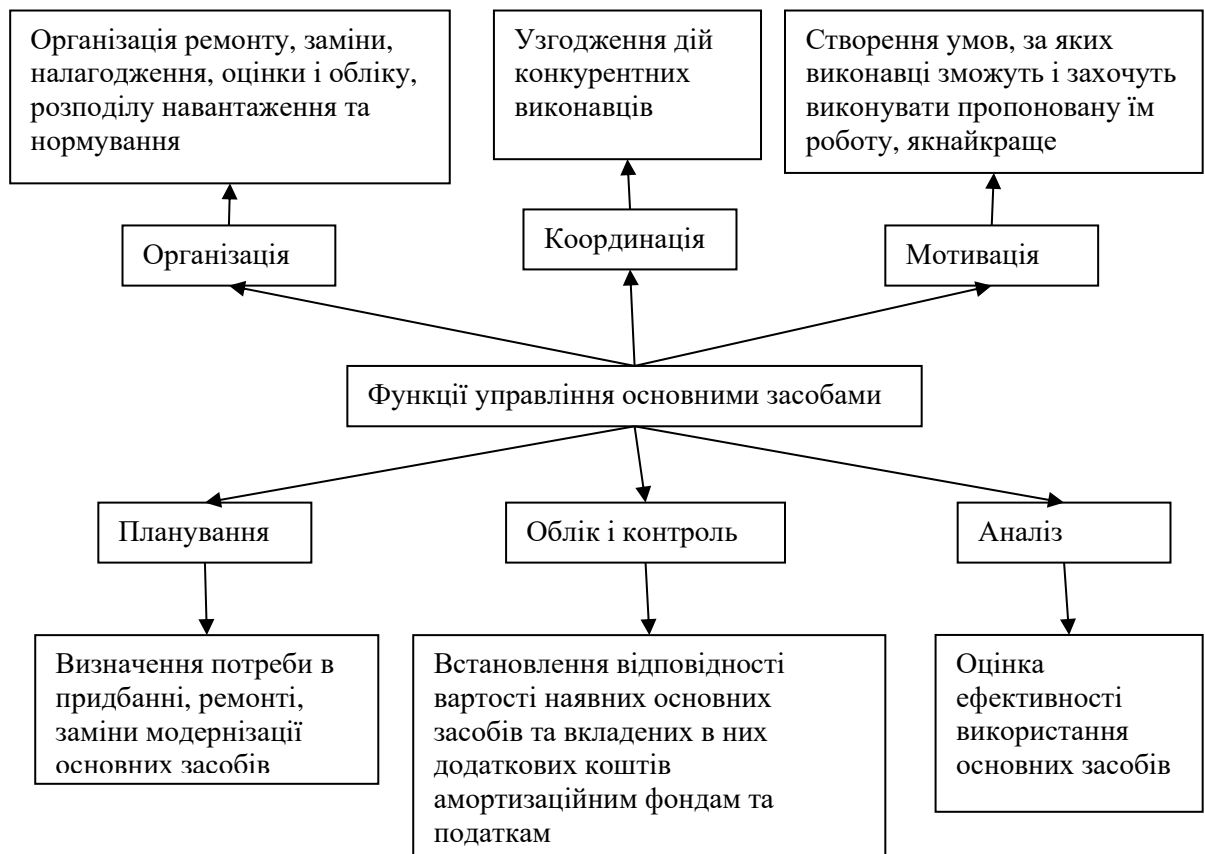 Організація ремонту, заміни,
налагодження, оцінки і обліку,
розподілу навантаження та
нормування
Узгодження дій
конкурентних
виконавців
Створення умов, за яких
виконавці зможуть і захочуть
виконувати пропоновану їм
роботу, якнайкраще
Організація
Координація
Мотивація
Функції управління основними засобами
Планування
Облік і контроль
Аналіз
Визначення потреби в
придбанні, ремонті,
заміни модернізації
основних засобів
Встановлення відповідності
вартості наявних основних
засобів та вкладених в них
додаткових коштів
амортизаційним фондам та
податкам
Оцінка
ефективності
використання
основних засобів